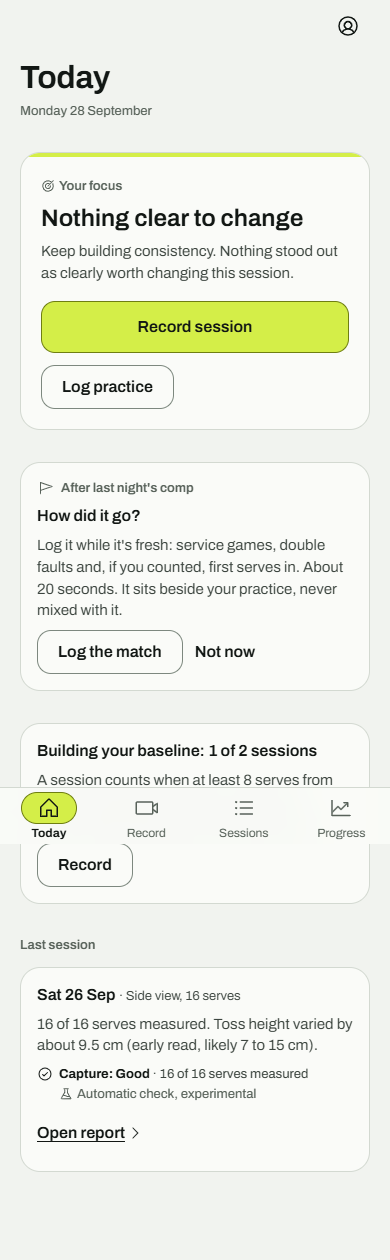 Today
Monday 28 September
Your focus
Nothing clear to change
Keep building consistency. Nothing stood out
as clearly worth changing this session.
Record session
Log practice
After last night's comp
How did it go?
Log it while it's fresh: service games, double
faults and, if you counted, first serves in. About
20 seconds. It sits beside your practice, never
mixed with it.
Log the match
Not now
Building your baseline: 1 of 2 sessions
A session counts when at least 8 serves from
Today
Record
Sessions
Progress
Record
Last session
Sat 26 Sep · Side view, 16 serves
16 of 16 serves measured. Toss height varied by
about 9.5 cm (early read, likely 7 to 15 cm).
Capture: Good · 16 of 16 serves measured
Automatic check, experimental
Open report